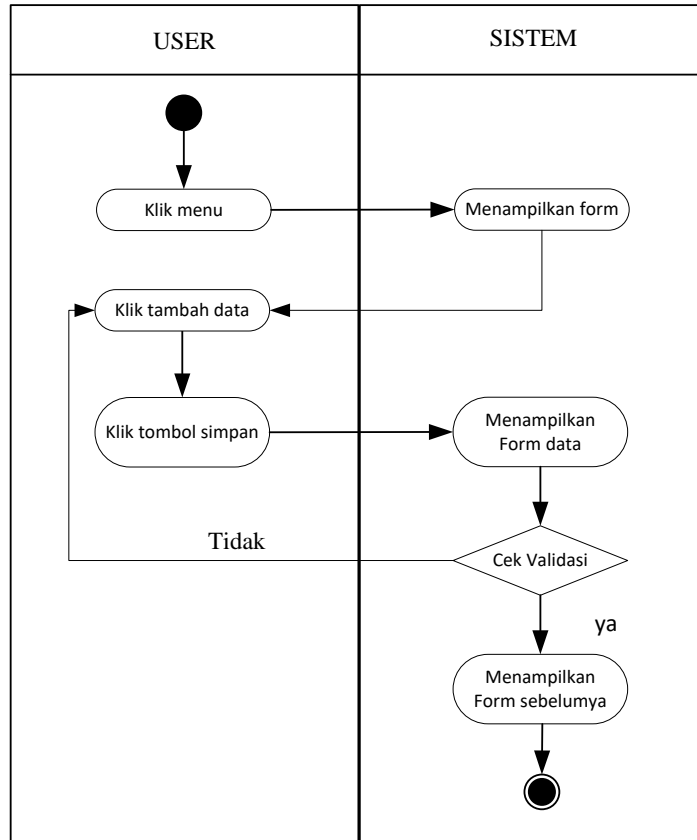 USER
SISTEM
Klik menu
Menampilkan form
Klik tambah data
Klik tombol simpan
Menampilkan
Form data
Tidak
Cek Validasi
ya
Menampilkan
Form sebelumya